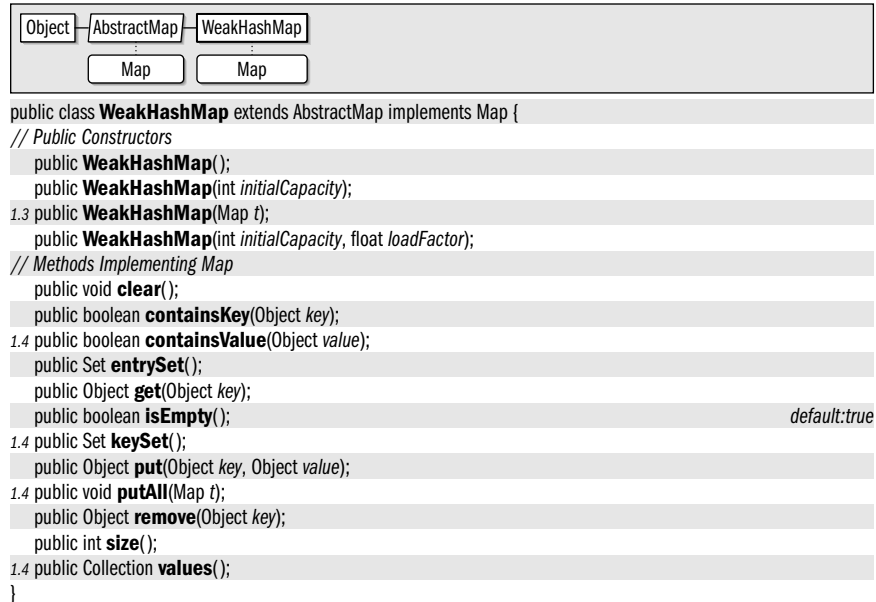 Object AbstractMap WeakHashMap
Map Map
public class WeakHashMap extends AbstractMap implements Map {
// Public Constructors
public WeakHashMap();
public WeakHashMap(int initialCapacity);
1.3 public WeakHashMap(Map t);
public WeakHashMap(int initialCapacity, float loadFactor);
// Methods Implementing Map
public void clear();
public boolean containsKey(Object key);
1.4 public boolean containsValue(Object value);
public Set entrySet();
public Object get(Object key);
public boolean isEmpty(); default:true
1.4 public Set keySet();
public Object put(Object key, Object value);
1.4 public void putAll(Map t);
public Object remove(Object key);
public int size();
1.4 public Collection values();
}